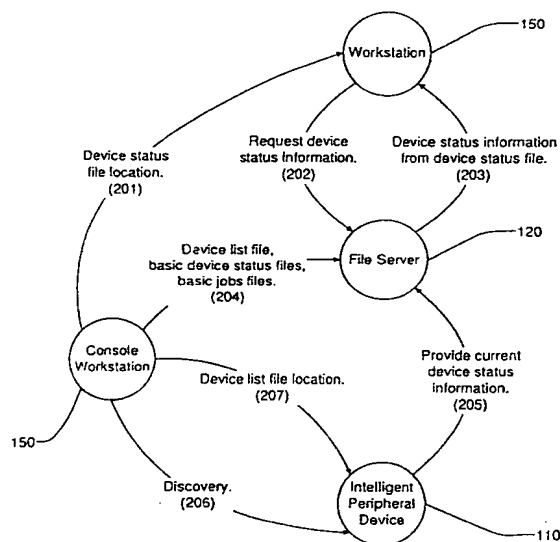 150
Workstation
Device status
file location.
(201)
Request device
status information.
(202)
Device status information
from device status file.
(203)
120
Device list file,
basic device status files,
basic jobs files.
(204)
File Server
Console
Workstation
Provide current
device status
information.
(205)
Device list file location.
(207)
150
Discovery.
(206)
Intelligent
Peripheral
Device
110